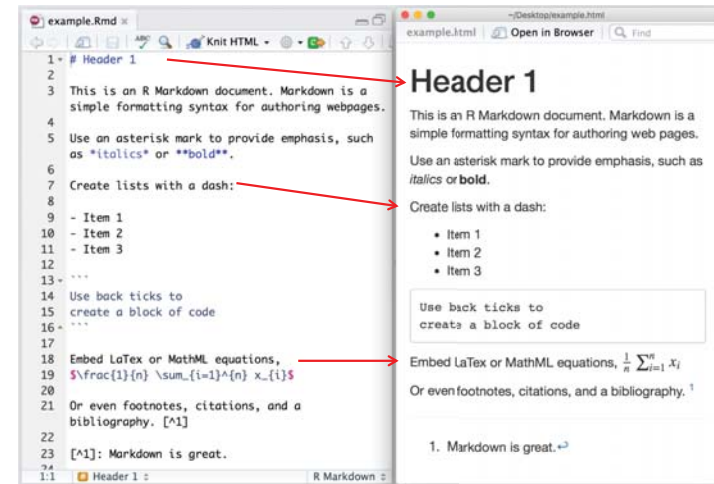 example.Rmd ×
ABC
Knit HTML
1 # Header 1
2
3 This is an R Markdown document. Markdown is a
simple formatting syntax for authoring webpages.
4
5 Use an asterisk mark to provide emphasis, such
as *italics* or **bold**.
6
7 Create lists with a dash:
8
9 - Item 1
10 - Item 2
11 - Item 3
12
13 ```
14 Use back ticks to
15 create a block of code
16 ```
17
18 Embed LaTex or MathML equations,
19 $\frac{1}{n} \sum_{i=1}^{n} x_{i}$
20
21 Or even footnotes, citations, and a
bibliography. [^1]
22
23 [^1]: Markdown is great.
24
1:1 Header 1 R Markdown
~/Desktop/example.html
example.html Open in Browser Find
Header 1
This is an R Markdown document. Markdown is a
simple formatting syntax for authoring web pages.
Use an asterisk mark to provide emphasis, such as
italics or bold.
Create lists with a dash:
• Item 1
• Item 2
• Item 3
Use back ticks to
create a block of code
Embed LaTex or MathML equations, 1/n ∑ⁿᵢ₌₁ xᵢ
Or even footnotes, citations, and a bibliography. ¹
1. Markdown is great.↩